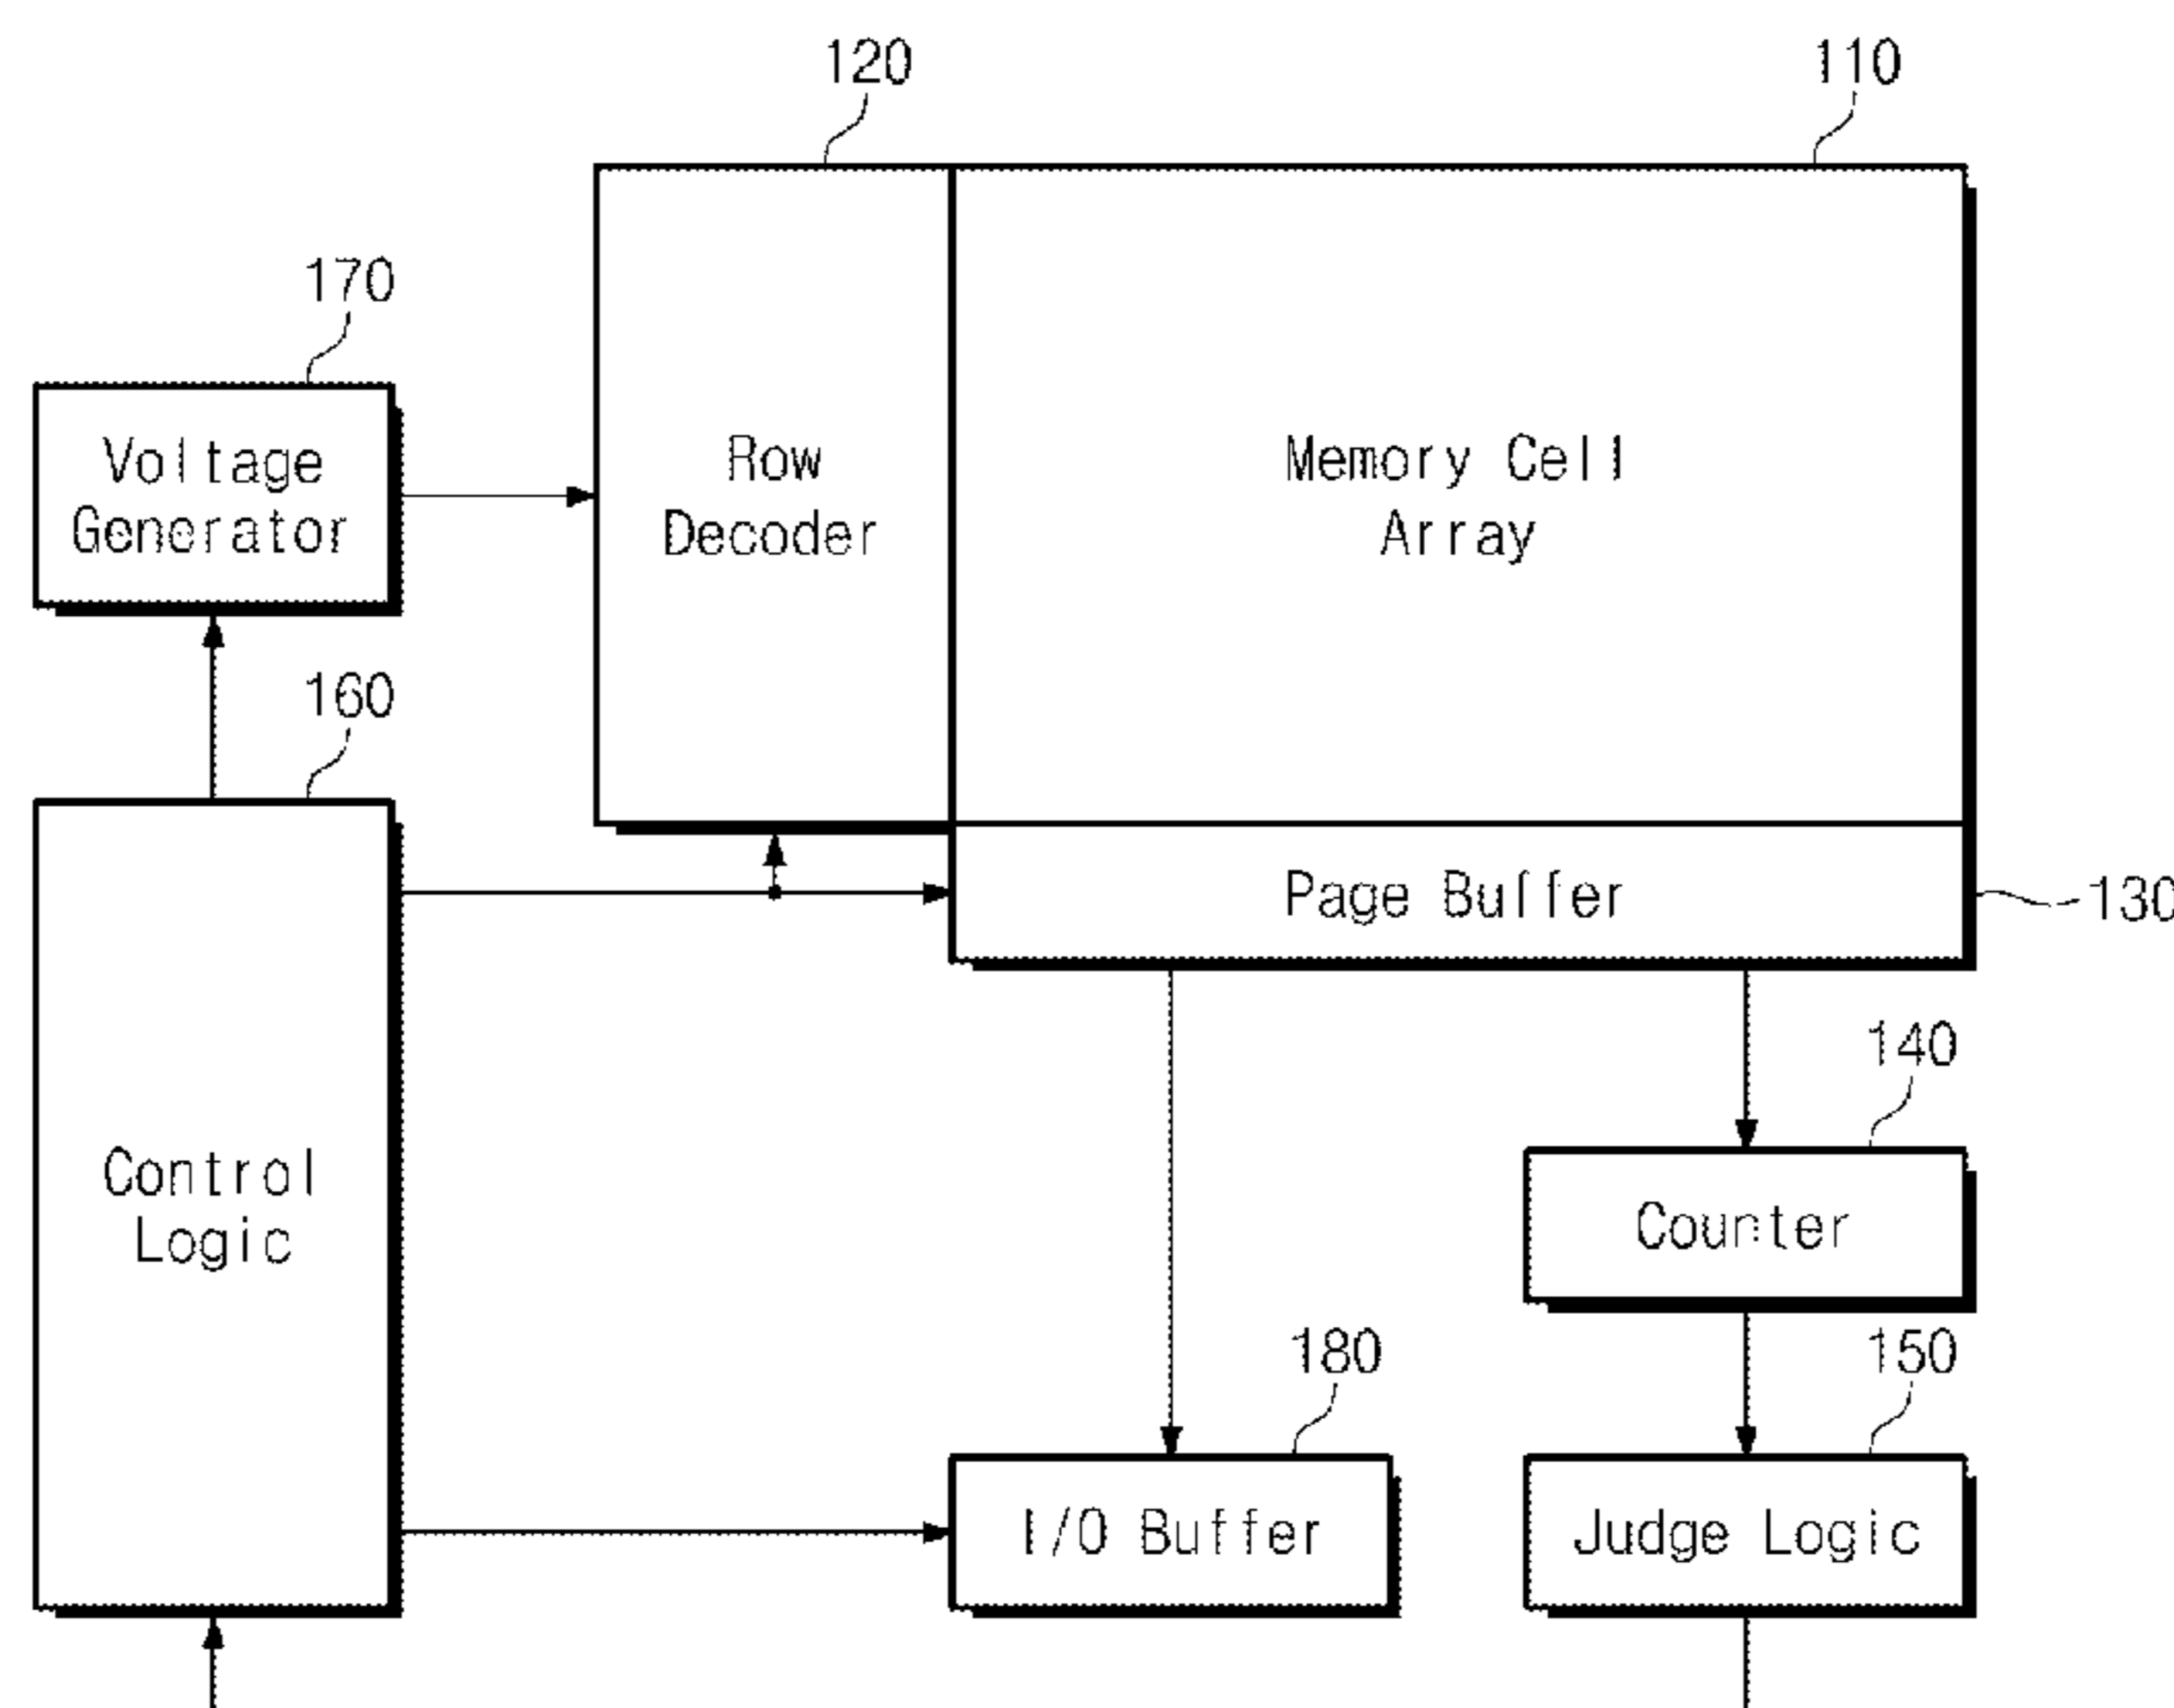 120
110
170
Voltage
Generator
Row
Decoder
Memory Cell
Array
160
Page Buffer
130
140
Control
Logic
Counter
180
150
I/O Buffer
Judge Logic